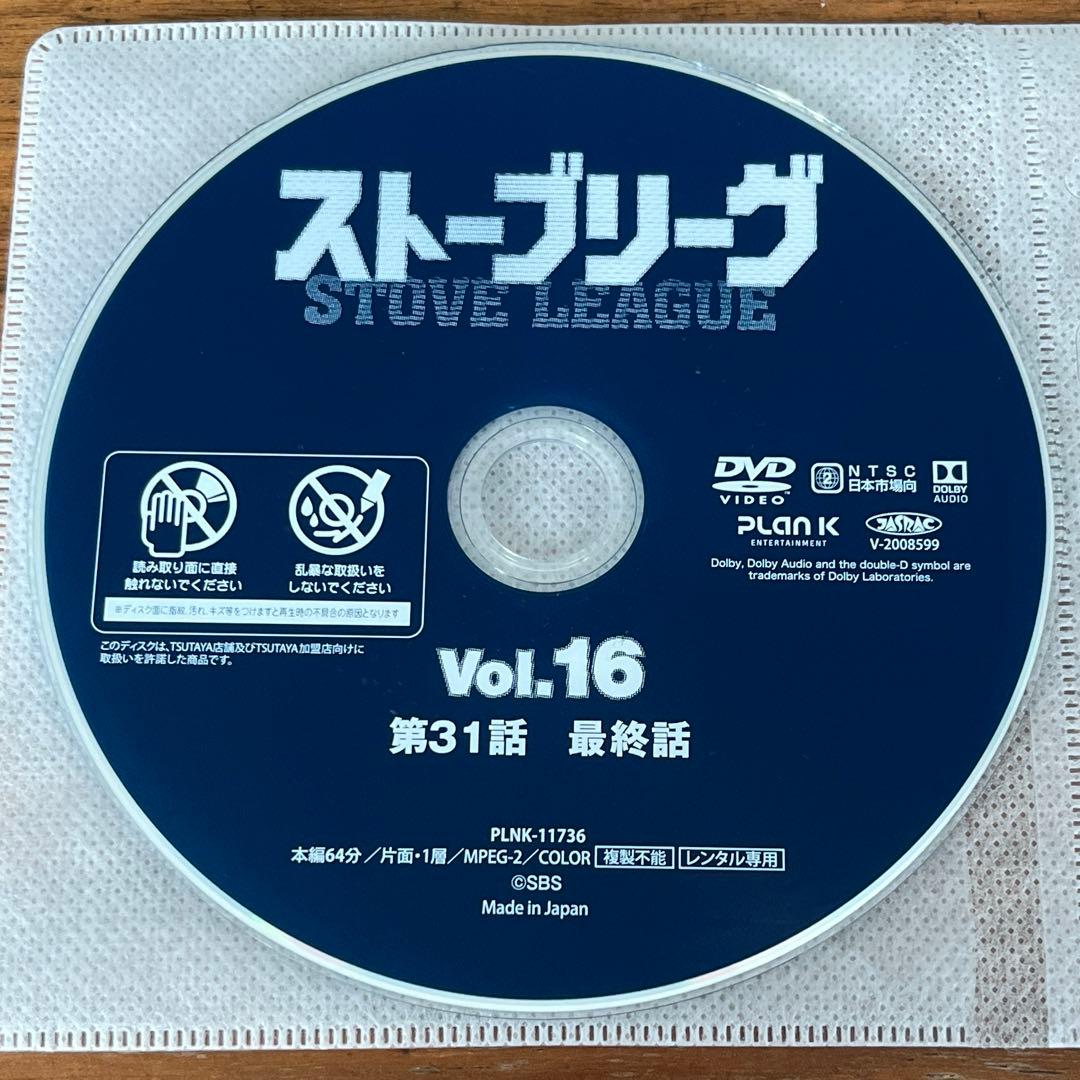 ストーブリーグ
STOVE LEAGUE
読み取り面に直接
触れないでください
乱暴な取扱いを
しないでください
※ディスク面に指紋、汚れ、キズ等をつけますと再生時の不具合の原因となります
このディスクは、TSUTAYA店舗及びTSUTAYA加盟店向けに
取扱いを許諾した商品です。
DVD
VIDEO™
2
NTSC
日本市場向
DOLBY
AUDIO
PLAN K
ENTERTAINMENT
JASRAC
V-2008599
Dolby, Dolby Audio and the double-D symbol are
trademarks of Dolby Laboratories.
Vol.16
第31話 最終話
PLNK-11736
本編64分/片面・1層/MPEG-2/COLOR 複製不能 レンタル専用
©SBS
Made in Japan